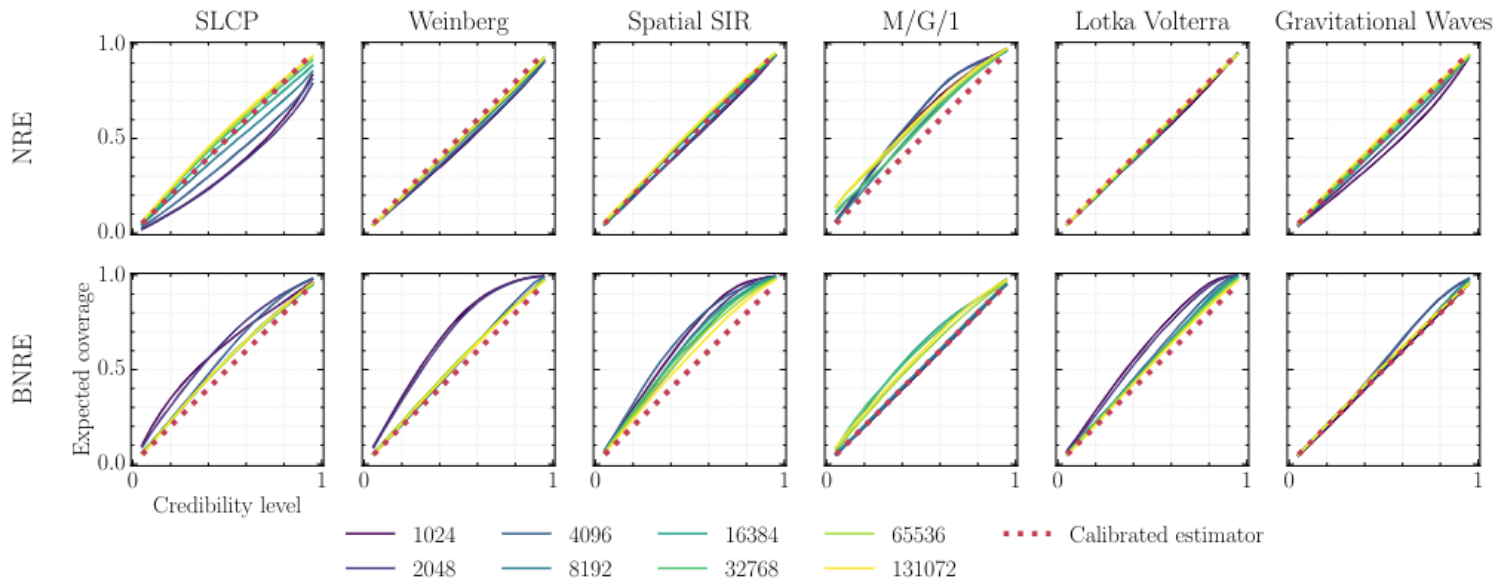 SLCP Weinberg Spatial SIR M/G/1 Lotka Volterra Gravitational Waves
NRE
1.0
0.5
0.0
BNRE
Expected coverage
1.0
0.5
0.0
0 1 0 1 0 1 0 1 0 1 0 1
Credibility level
1024 4096 16384 65536 Calibrated estimator
2048 8192 32768 131072